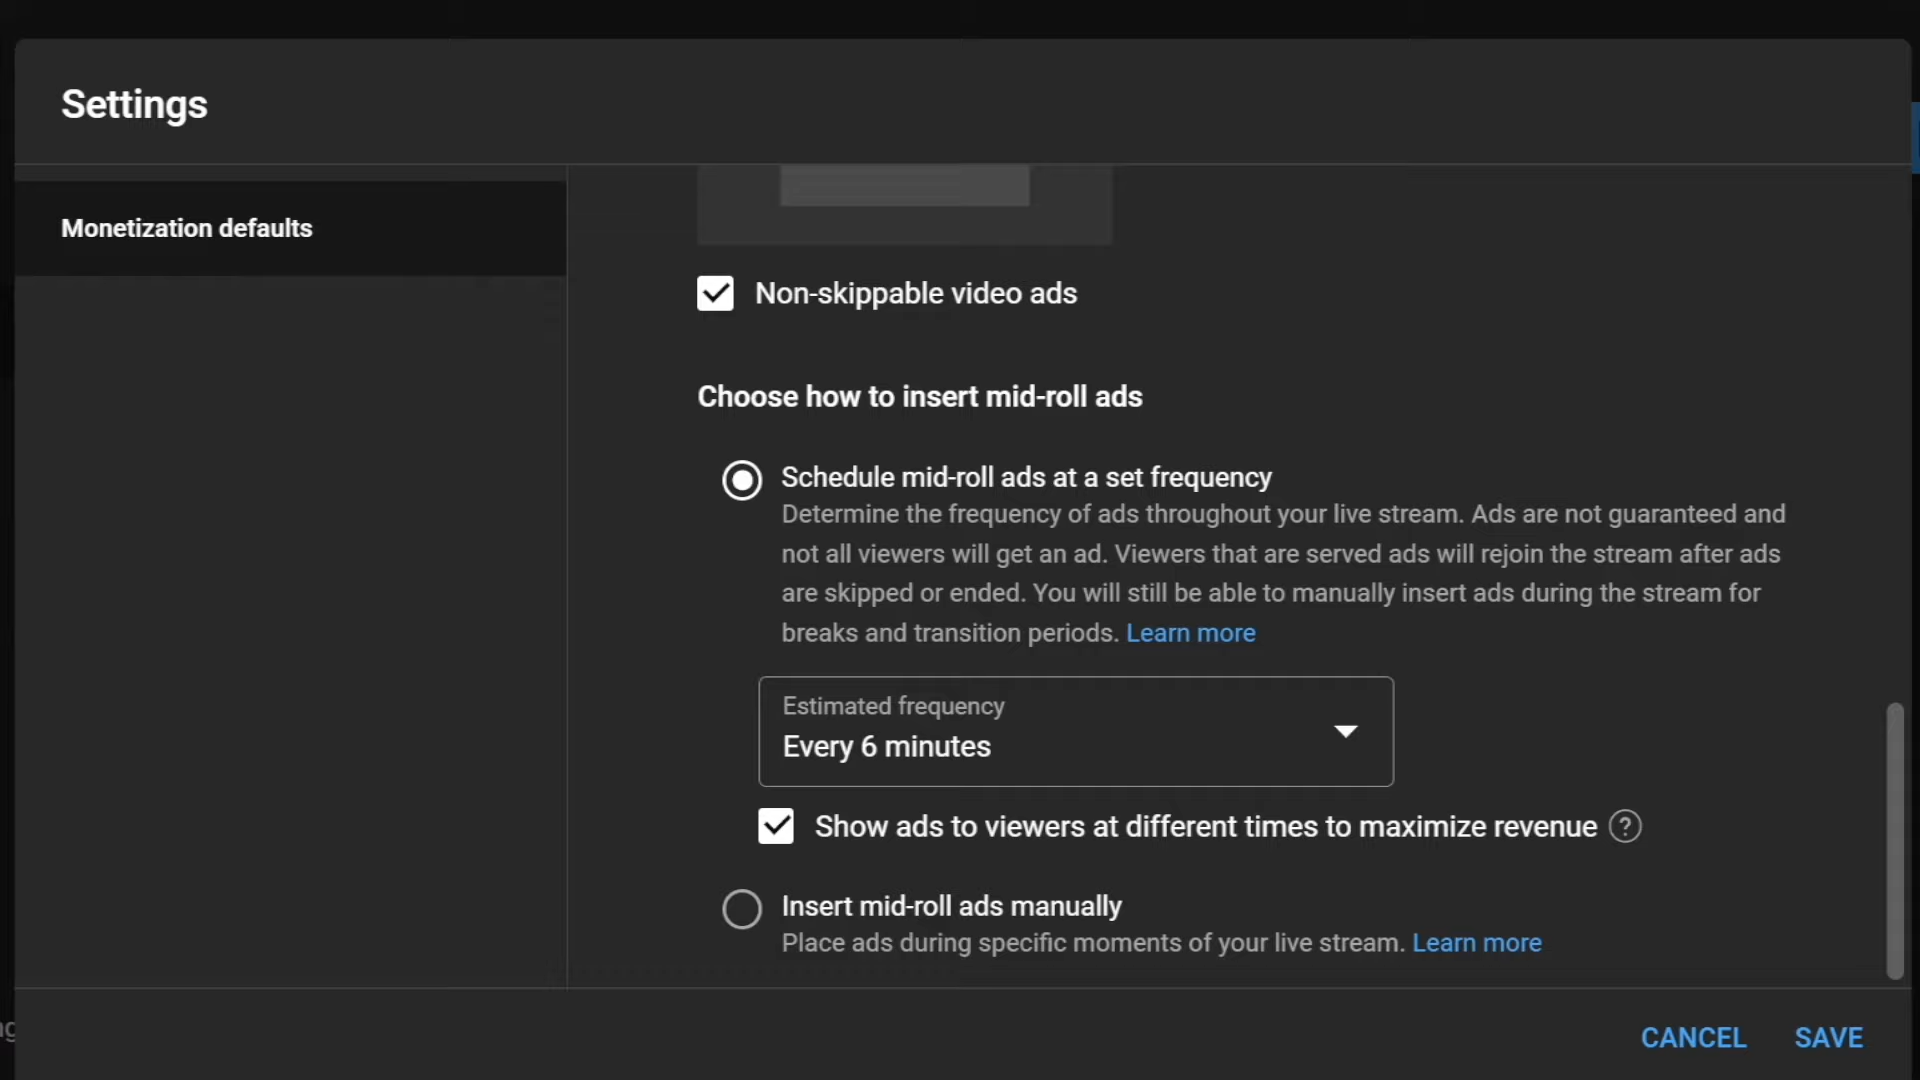 Settings
Monetization defaults
Non-skippable video ads
Choose how to insert mid-roll ads
Schedule mid-roll ads at a set frequency
Determine the frequency of ads throughout your live stream. Ads are not guaranteed and
not all viewers will get an ad. Viewers that are served ads will rejoin the stream after ads
are skipped or ended. You will still be able to manually insert ads during the stream for
breaks and transition periods. Learn more
Estimated frequency
Every 6 minutes
Show ads to viewers at different times to maximize revenue ?
Insert mid-roll ads manually
Place ads during specific moments of your live stream. Learn more
CANCEL SAVE